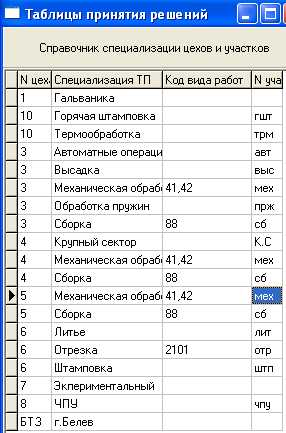 Таблицы принятия решений
Справочник специализации цехов и участков
N цеха Специализация ТП Код вида работ N уча
1 Гальваника
10 Горячая штамповка гшт
10 Термообработка трм
3 Автоматные операци авт
3 Высадка выс
3 Механическая обрабо 41,42 мех
3 Обработка пружин прж
3 Сборка 88 сб
4 Крупный сектор К.С
4 Механическая обрабо 41,42 мех
4 Сборка 88 сб
5 Механическая обрабо 41,42 мех
5 Сборка 88 сб
6 Литье лит
6 Отрезка 2101 отр
6 Штамповка штп
7 Экпериментальный
8 ЧПУ чпу
БТЗ г.Белев